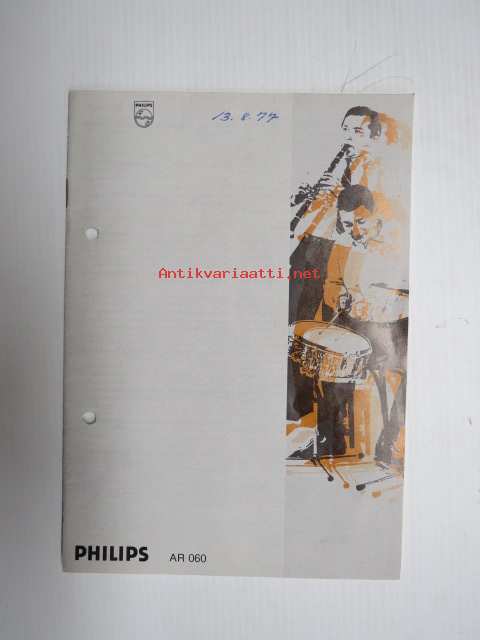 PHILIPS
13.8.77
Antikvariaatti.net
PHILIPS AR 060